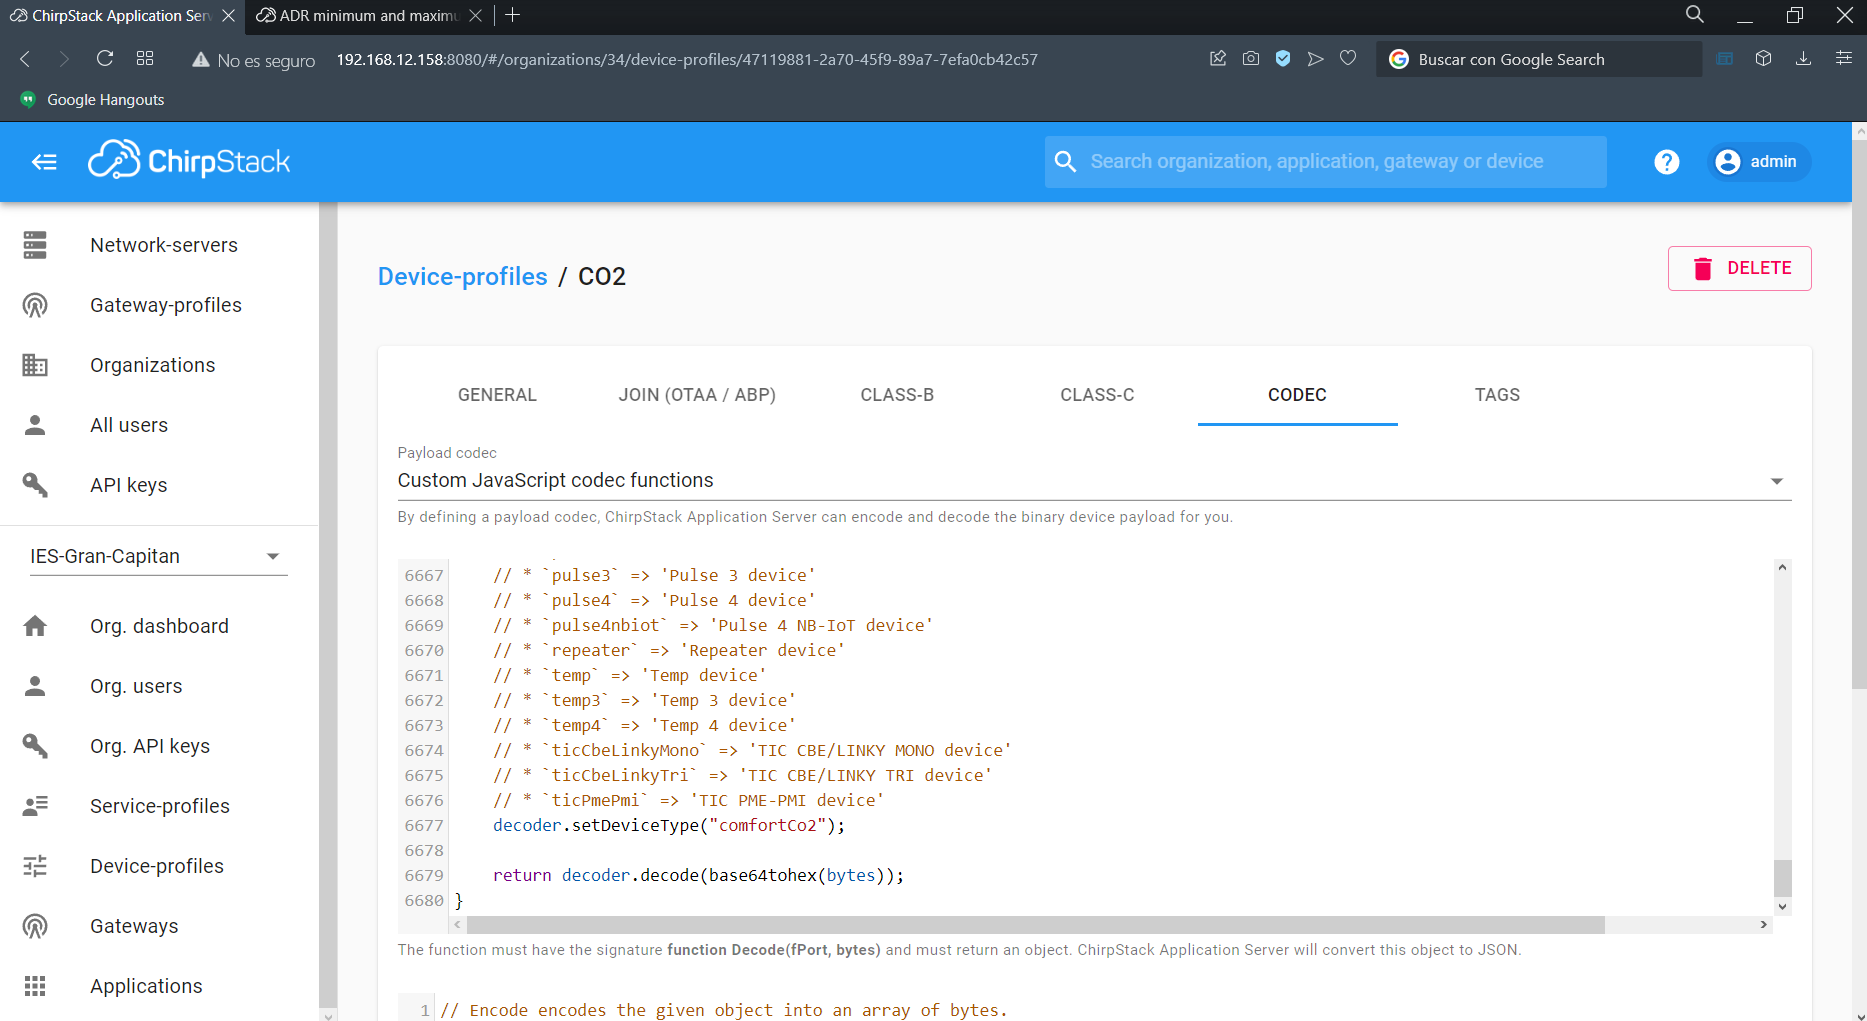 ChirpStack Application Serv
ADR minimum and maximu
No es seguro
192.168.12.158:8080/#/organizations/34/device-profiles/47119881-2a70-45f9-89a7-7efa0cb42c57
Buscar con Google Search
Google Hangouts
ChirpStack
Search organization, application, gateway or device
?
admin
Network-servers
Gateway-profiles
Organizations
All users
API keys
IES-Gran-Capitan
Org. dashboard
Org. users
Org. API keys
Service-profiles
Device-profiles
Gateways
Applications
Device-profiles / CO2
DELETE
GENERAL
JOIN (OTAA / ABP)
CLASS-B
CLASS-C
CODEC
TAGS
Payload codec
Custom JavaScript codec functions
By defining a payload codec, ChirpStack Application Server can encode and decode the binary device payload for you.
6667 // * `pulse3` => 'Pulse 3 device'
6668 // * `pulse4` => 'Pulse 4 device'
6669 // * `pulse4nbiot` => 'Pulse 4 NB-IoT device'
6670 // * `repeater` => 'Repeater device'
6671 // * `temp` => 'Temp device'
6672 // * `temp3` => 'Temp 3 device'
6673 // * `temp4` => 'Temp 4 device'
6674 // * `ticCbeLinkyMono` => 'TIC CBE/LINKY MONO device'
6675 // * `ticCbeLinkyTri` => 'TIC CBE/LINKY TRI device'
6676 // * `ticPmePmi` => 'TIC PME-PMI device'
6677 decoder.setDeviceType("comfortCo2");
6678
6679 return decoder.decode(base64tohex(bytes));
6680 }
The function must have the signature function Decode(fPort, bytes) and must return an object. ChirpStack Application Server will convert this object to JSON.
1 // Encode encodes the given object into an array of bytes.